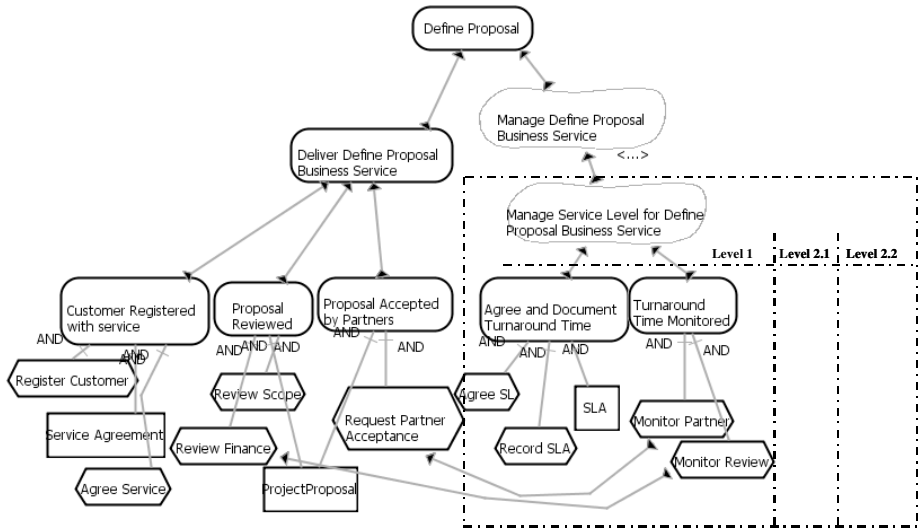 Define Proposal
Manage Define Proposal
Business Service
<...>
Deliver Define Proposal
Business Service
Manage Service Level for Define
Proposal Business Service
Level 1
Level 2.1
Level 2.2
Customer Registered
with service
Proposal
Reviewed
Proposal Accepted
by Partners
Agree and Document
Turnaround Time
Turnaround
Time Monitored
AND
AND
AND
AND
AND
AND
AND
AND
AND
AND
AND
AND
AND
AND
Register Customer
Review Scope
Agree SL
SLA
Service Agreement
Request Partner
Acceptance
Monitor Partner
Review Finance
Record SLA
Monitor Review
Agree Service
ProjectProposal